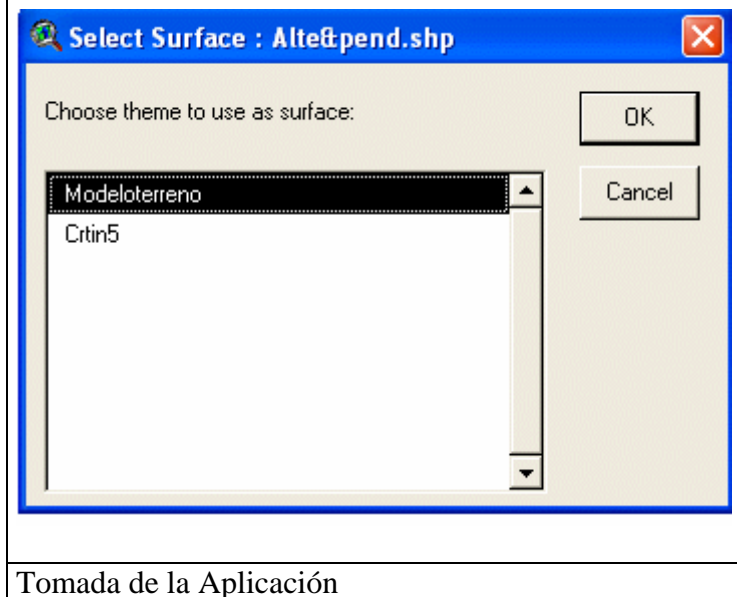 Select Surface : Alte&pend.shp
Choose theme to use as surface:
OK
Modeloterreno
Cancel
Crtin5
Tomada de la Aplicación